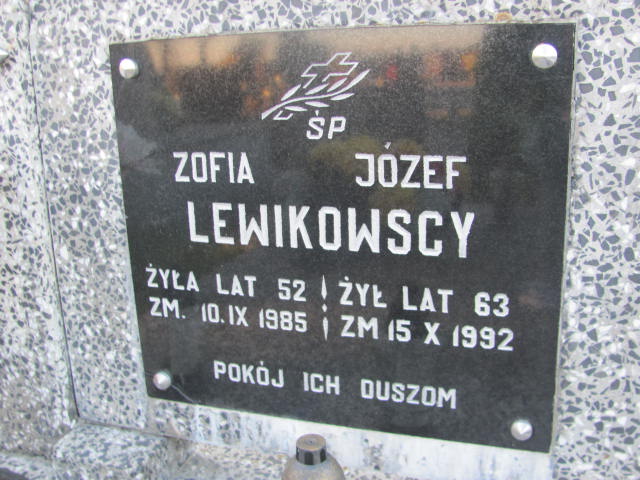 ŚP
ZOFIA JÓZEF
LEWIKOWSCY
ŻYŁA LAT 52 ŻYŁ LAT 63
ZM. 10.IX 1985 ZM 15 X 1992
POKÓJ ICH DUSZOM